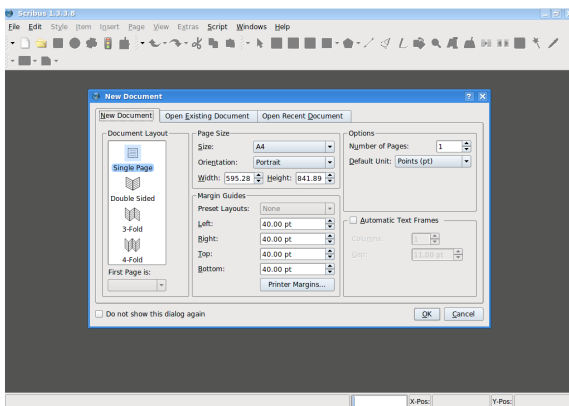 Scribus 1.3.3.8
File Edit Style Item Insert Page View Extras Script Windows Help
New Document
New Document Open Existing Document Open Recent Document
Document Layout
Single Page
Double Sided
3-Fold
4-Fold
First Page is:
Page Size
Size: A4
Orientation: Portrait
Width: 595.28 Height: 841.89
Margin Guides
Preset Layouts: None
Left: 40.00 pt
Right: 40.00 pt
Top: 40.00 pt
Bottom: 40.00 pt
Printer Margins...
Options
Number of Pages: 1
Default Unit: Points (pt)
Automatic Text Frames
Columns: 1
Gap: 11.00 pt
Do not show this dialog again
OK Cancel
X-Pos: Y-Pos: